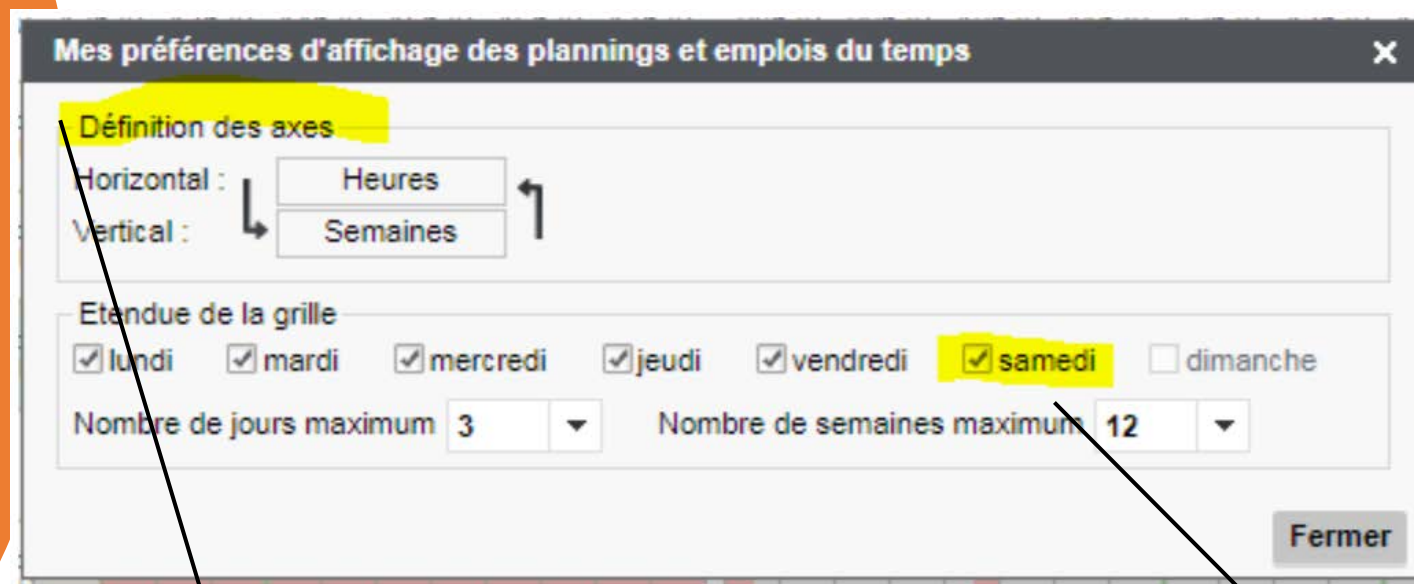 Mes préférences d'affichage des plannings et emplois du temps
Définition des axes
Horizontal : Heures
Vertical : Semaines
Etendue de la grille
lundi mardi mercredi jeudi vendredi samedi dimanche
Nombre de jours maximum 3 Nombre de semaines maximum 12
Fermer